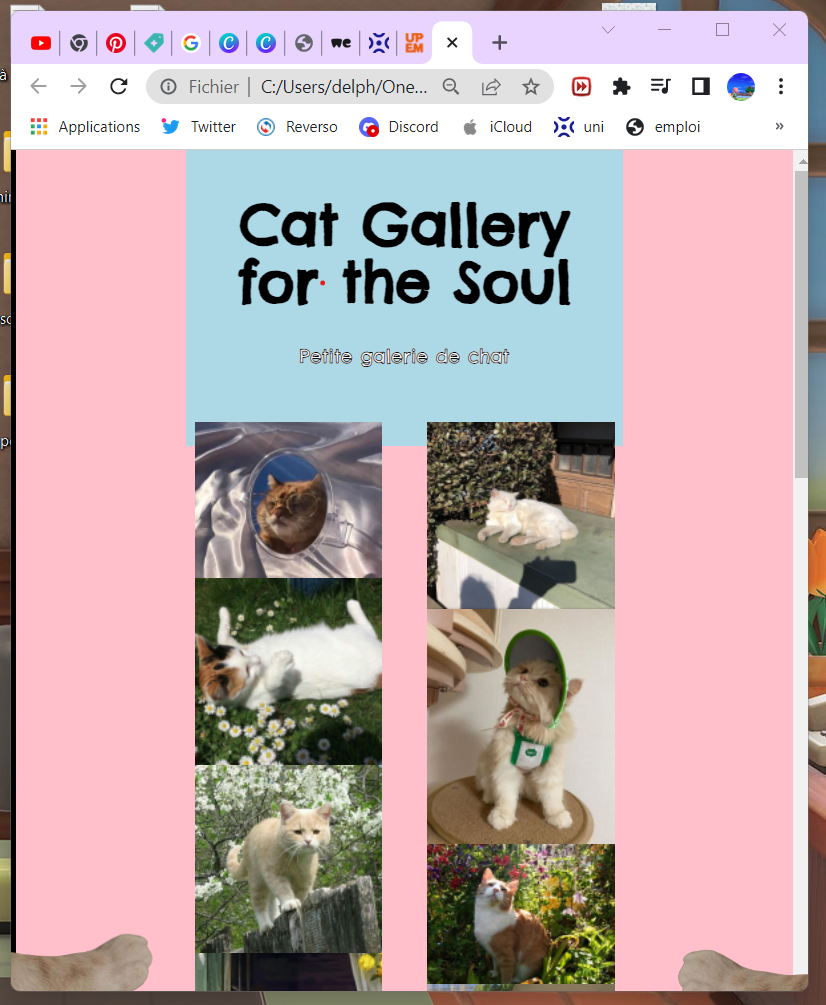 UP
EM
à
Fichier | C:/Users/delph/One...
Applications Twitter Reverso Discord iCloud uni emploi »
Cat Gallery
for the Soul
Petite galerie de chat